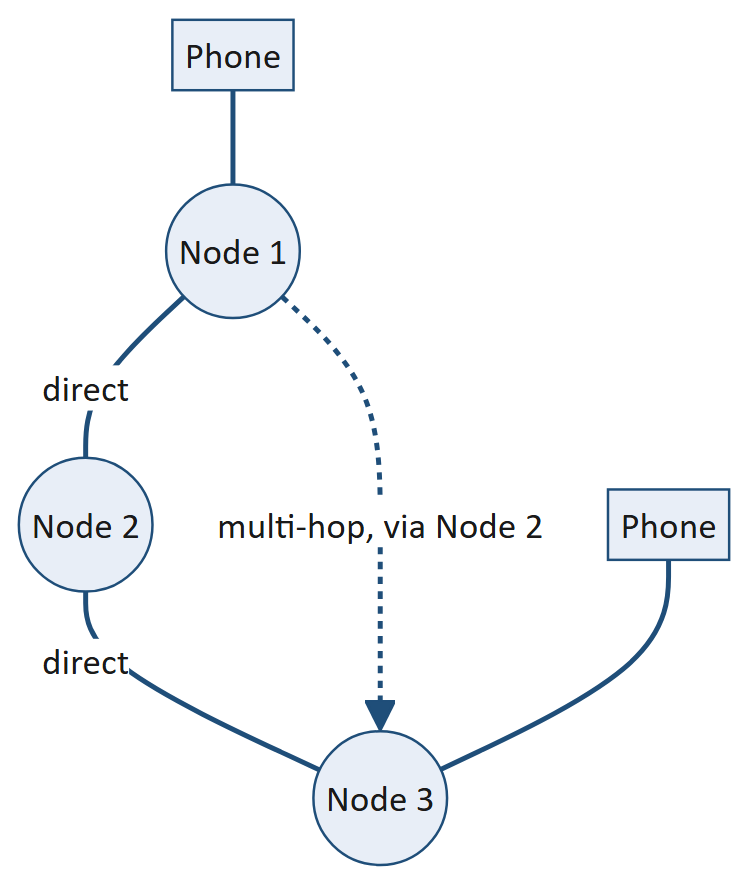 Phone
Node 1
direct
Node 2
multi-hop, via Node 2
Phone
direct
Node 3